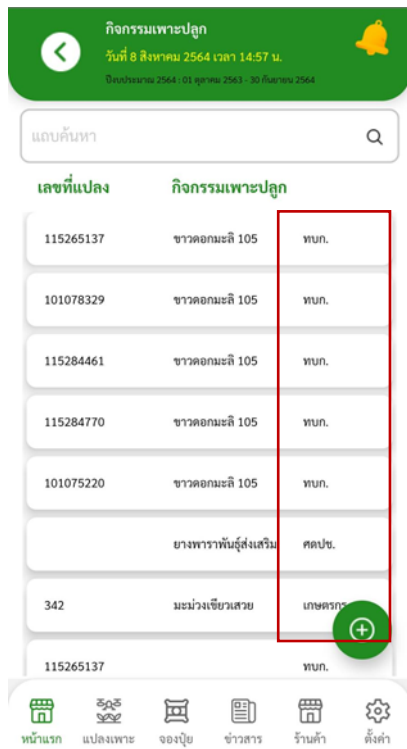 กิจกรรมเพาะปลูก
วันที่ 8 สิงหาคม 2564 เวลา 14:57 น.
ปีงบประมาณ 2564 : 01 ตุลาคม 2563 - 30 กันยายน 2564
แถบค้นหา
เลขที่แปลง กิจกรรมเพาะปลูก
115265137 ขาวดอกมะลิ 105 ทบก.
101078329 ขาวดอกมะลิ 105 ทบก.
115284461 ขาวดอกมะลิ 105 ทบก.
115284770 ขาวดอกมะลิ 105 ทบก.
101075220 ขาวดอกมะลิ 105 ทบก.
ยางพาราพันธุ์ส่งเสริม ศดปช.
342 มะม่วงเขียวเสวย เกษตรกร
115265137 ทบก.
หน้าแรก แปลงเพาะ จองปุ๋ย ข่าวสาร ร้านค้า ตั้งค่า